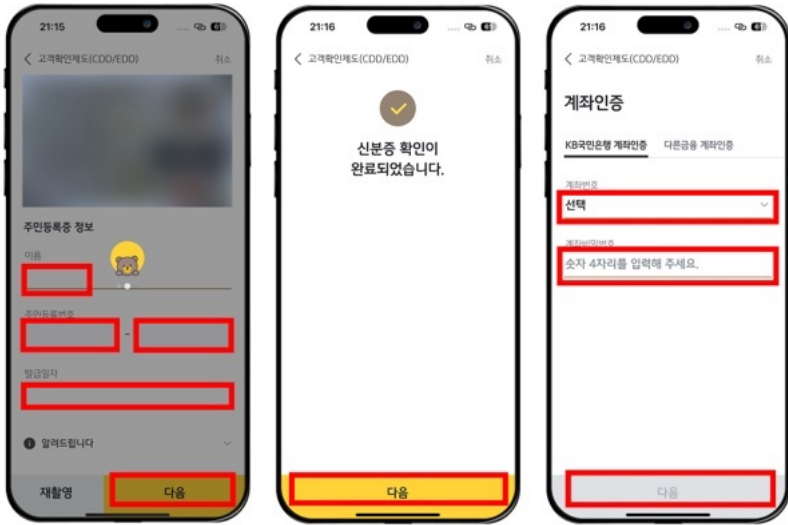 21:15
고객확인제도(CDD/EDD)
취소
주민등록증 정보
이름
주민등록번호
-
발급일자
알려드립니다
재촬영
다음
21:16
고객확인제도(CDD/EDD)
취소
신분증 확인이
완료되었습니다.
다음
21:16
고객확인제도(CDD/EDD)
취소
계좌인증
KB국민은행 계좌인증
다른금융 계좌인증
계좌번호
선택
계좌비밀번호
숫자 4자리를 입력해 주세요.
다음